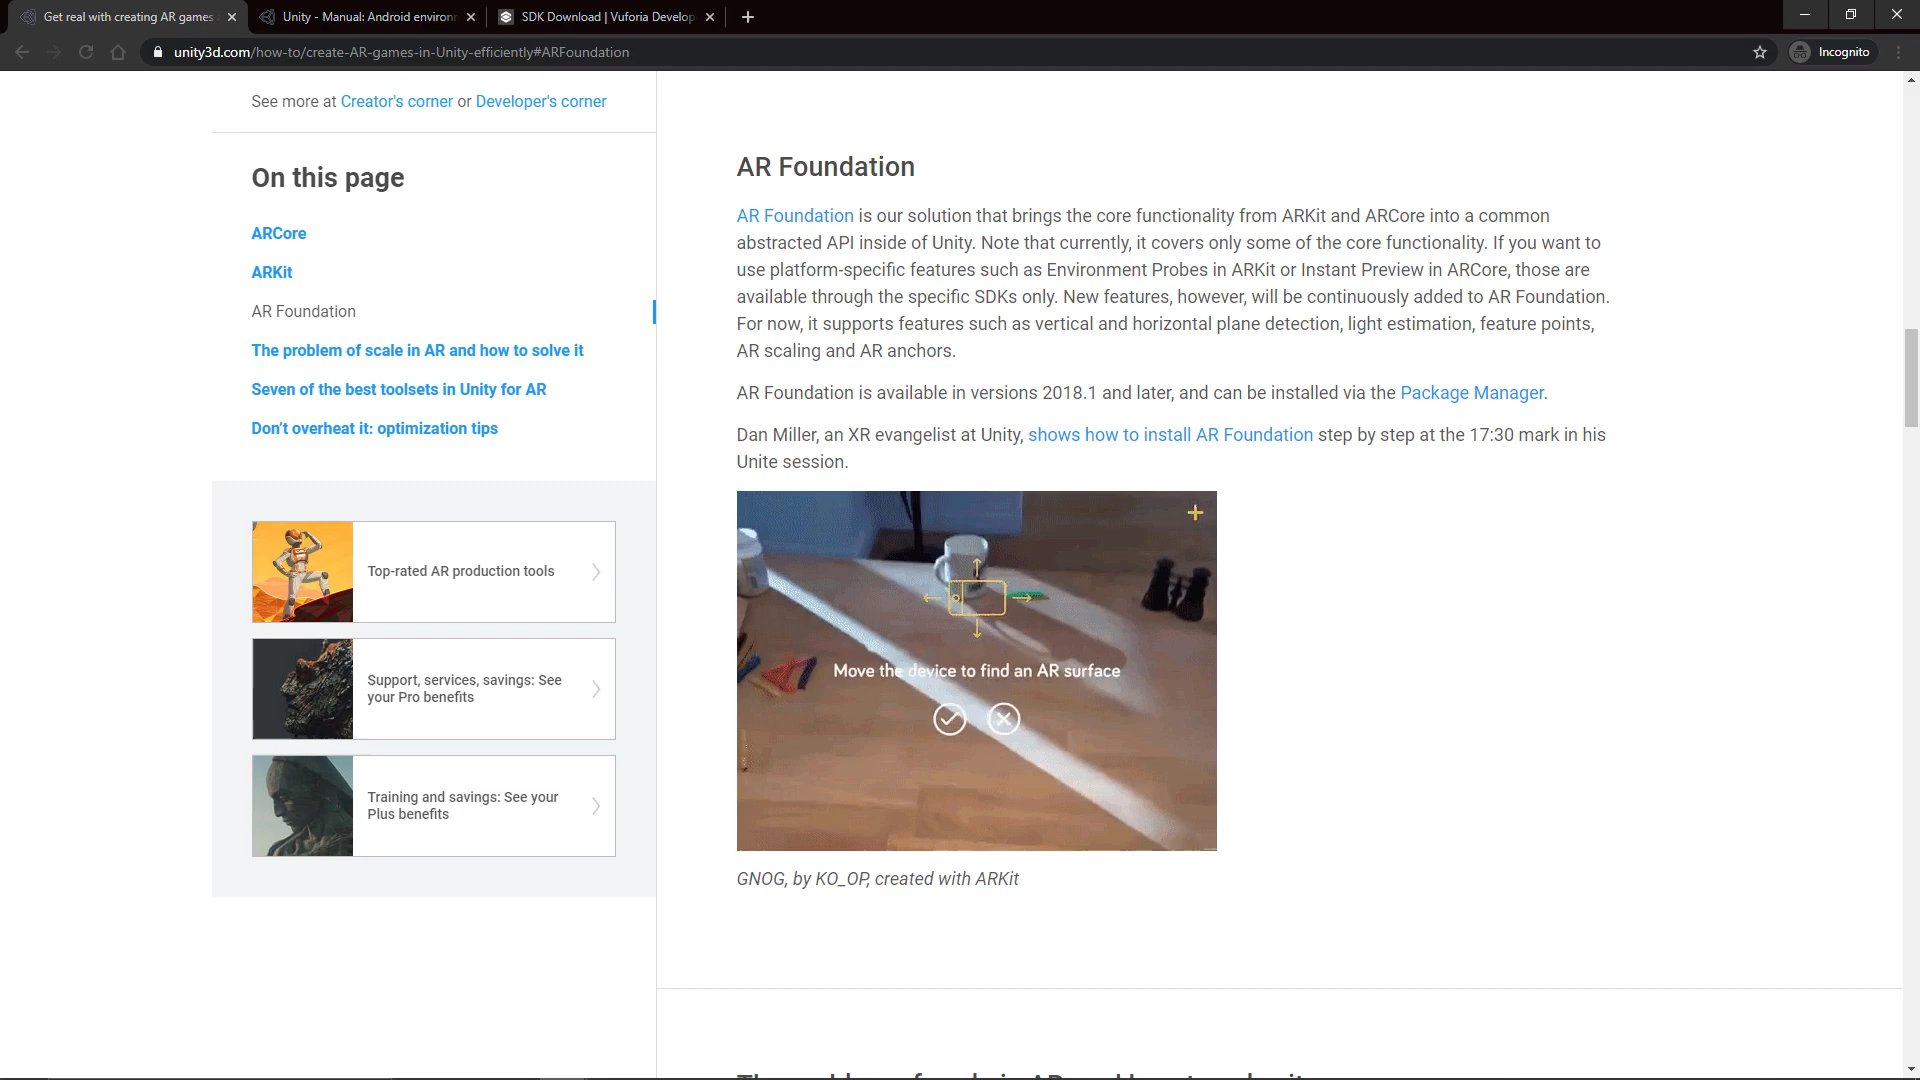 Get real with creating AR games
Unity - Manual: Android environ
SDK Download | Vuforia Develop
unity3d.com/how-to/create-AR-games-in-Unity-efficiently#ARFoundation
Incognito
See more at Creator's corner or Developer's corner
On this page
ARCore
ARKit
AR Foundation
The problem of scale in AR and how to solve it
Seven of the best toolsets in Unity for AR
Don't overheat it: optimization tips
Top-rated AR production tools
Support, services, savings: See
your Pro benefits
Training and savings: See your
Plus benefits
AR Foundation
AR Foundation is our solution that brings the core functionality from ARKit and ARCore into a common
abstracted API inside of Unity. Note that currently, it covers only some of the core functionality. If you want to
use platform-specific features such as Environment Probes in ARKit or Instant Preview in ARCore, those are
available through the specific SDKs only. New features, however, will be continuously added to AR Foundation.
For now, it supports features such as vertical and horizontal plane detection, light estimation, feature points,
AR scaling and AR anchors.
AR Foundation is available in versions 2018.1 and later, and can be installed via the Package Manager.
Dan Miller, an XR evangelist at Unity, shows how to install AR Foundation step by step at the 17:30 mark in his
Unite session.
Move the device to find an AR surface
GNOG, by KO_OP, created with ARKit